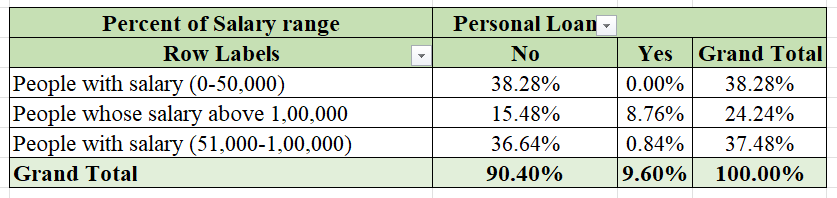 Percent of Salary range Personal Loan
Row Labels No Yes Grand Total
People with salary (0-50,000) 38.28% 0.00% 38.28%
People whose salary above 1,00,000 15.48% 8.76% 24.24%
People with salary (51,000-1,00,000) 36.64% 0.84% 37.48%
Grand Total 90.40% 9.60% 100.00%